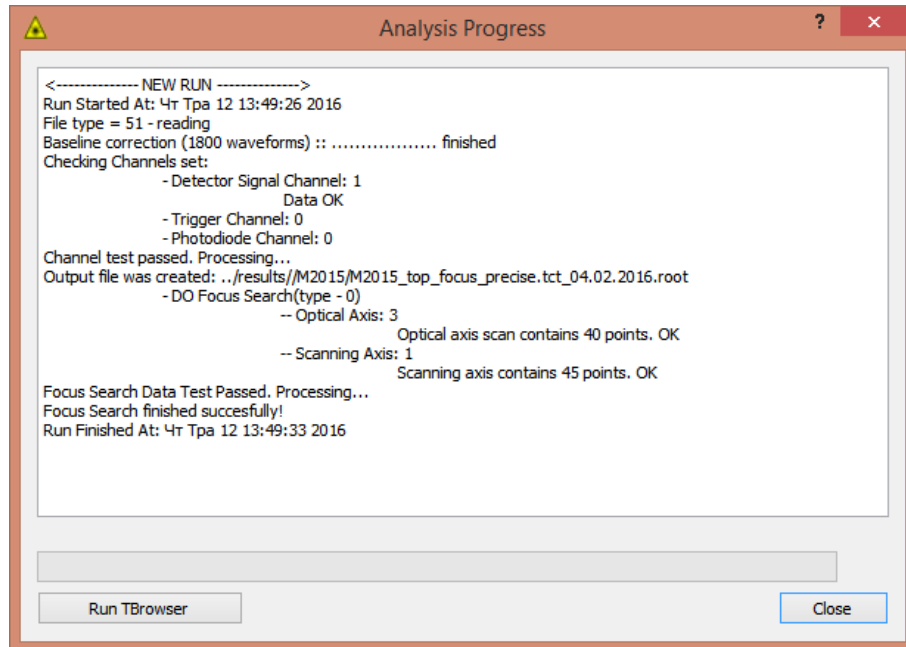 Analysis Progress
?
×
<-------------- NEW RUN -------------->
Run Started At: Чт Тра 12 13:49:26 2016
File type = 51 - reading
Baseline correction (1800 waveforms) :: .................. finished
Checking Channels set:
- Detector Signal Channel: 1
Data OK
- Trigger Channel: 0
- Photodiode Channel: 0
Channel test passed. Processing...
Output file was created: ../results//M2015/M2015_top_focus_precise.tct_04.02.2016.root
- DO Focus Search(type - 0)
-- Optical Axis: 3
Optical axis scan contains 40 points. OK
-- Scanning Axis: 1
Scanning axis contains 45 points. OK
Focus Search Data Test Passed. Processing...
Focus Search finished succesfully!
Run Finished At: Чт Тра 12 13:49:33 2016
Run TBrowser
Close